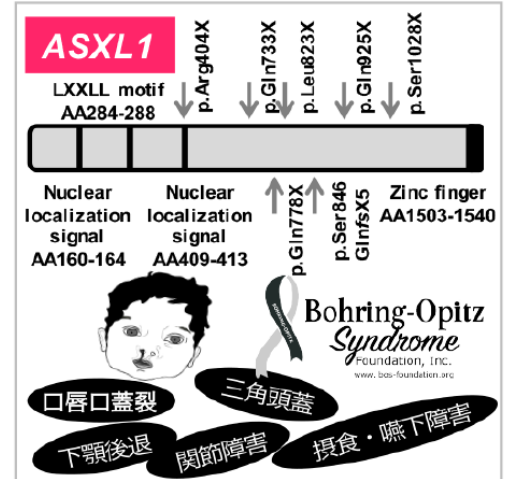 ASXL1
LXXLL motif
AA284-288
p.Arg404X
p.Gln733X
p.Leu823X
p.Gln925X
p.Ser1028X
Nuclear
localization
signal
AA160-164
Nuclear
localization
signal
AA409-413
p.Gln778X
p.Ser846
GlnfsX5
Zinc finger
AA1503-1540
BOHRING-OPITZ
Bohring-Opitz
Syndrome
Foundation, Inc.
www.bos-foundation.org
口唇口蓋裂
三角頭蓋
下顎後退
関節障害
摂食・嚥下障害